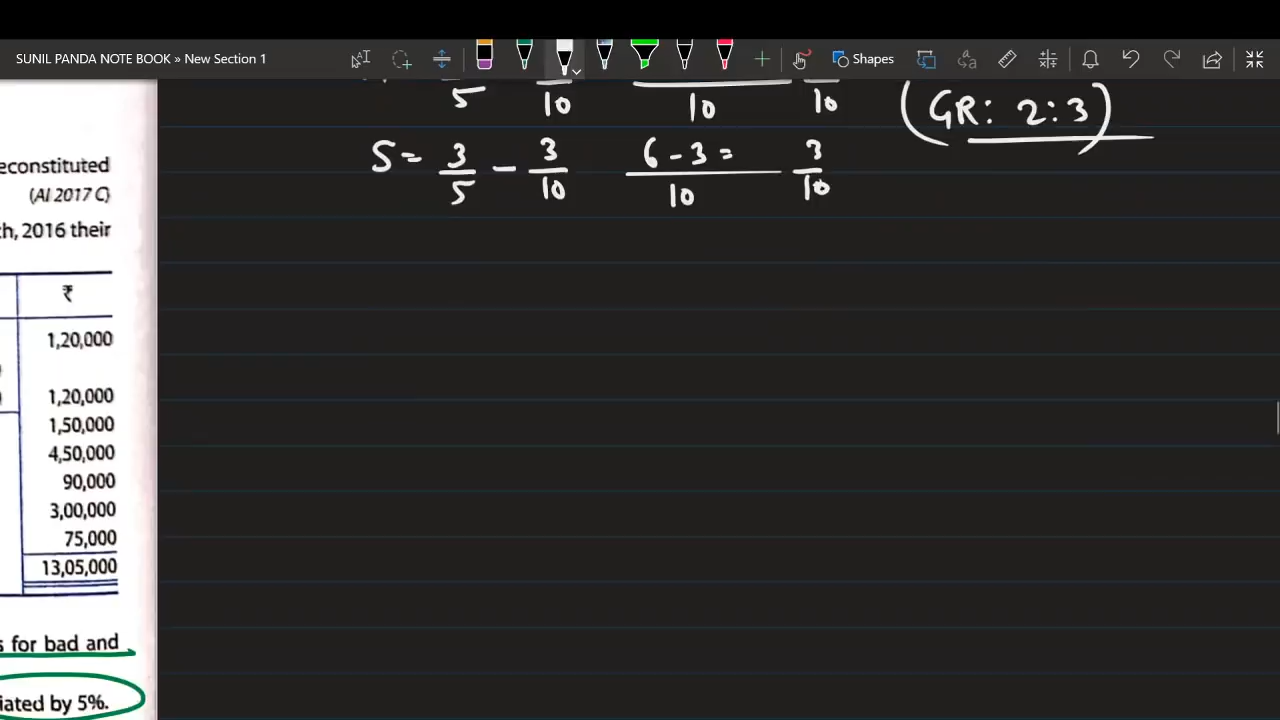 SUNIL PANDA NOTE BOOK » New Section 1
Shapes
5 10 10 10
(GR: 2:3)
S = 3/5 - 3/10 6-3=/10 3/10
econstituted
(AI 2017 C)
ch, 2016 their
₹
1,20,000
1,20,000
1,50,000
4,50,000
90,000
3,00,000
75,000
13,05,000
s for bad and
iated by 5%.